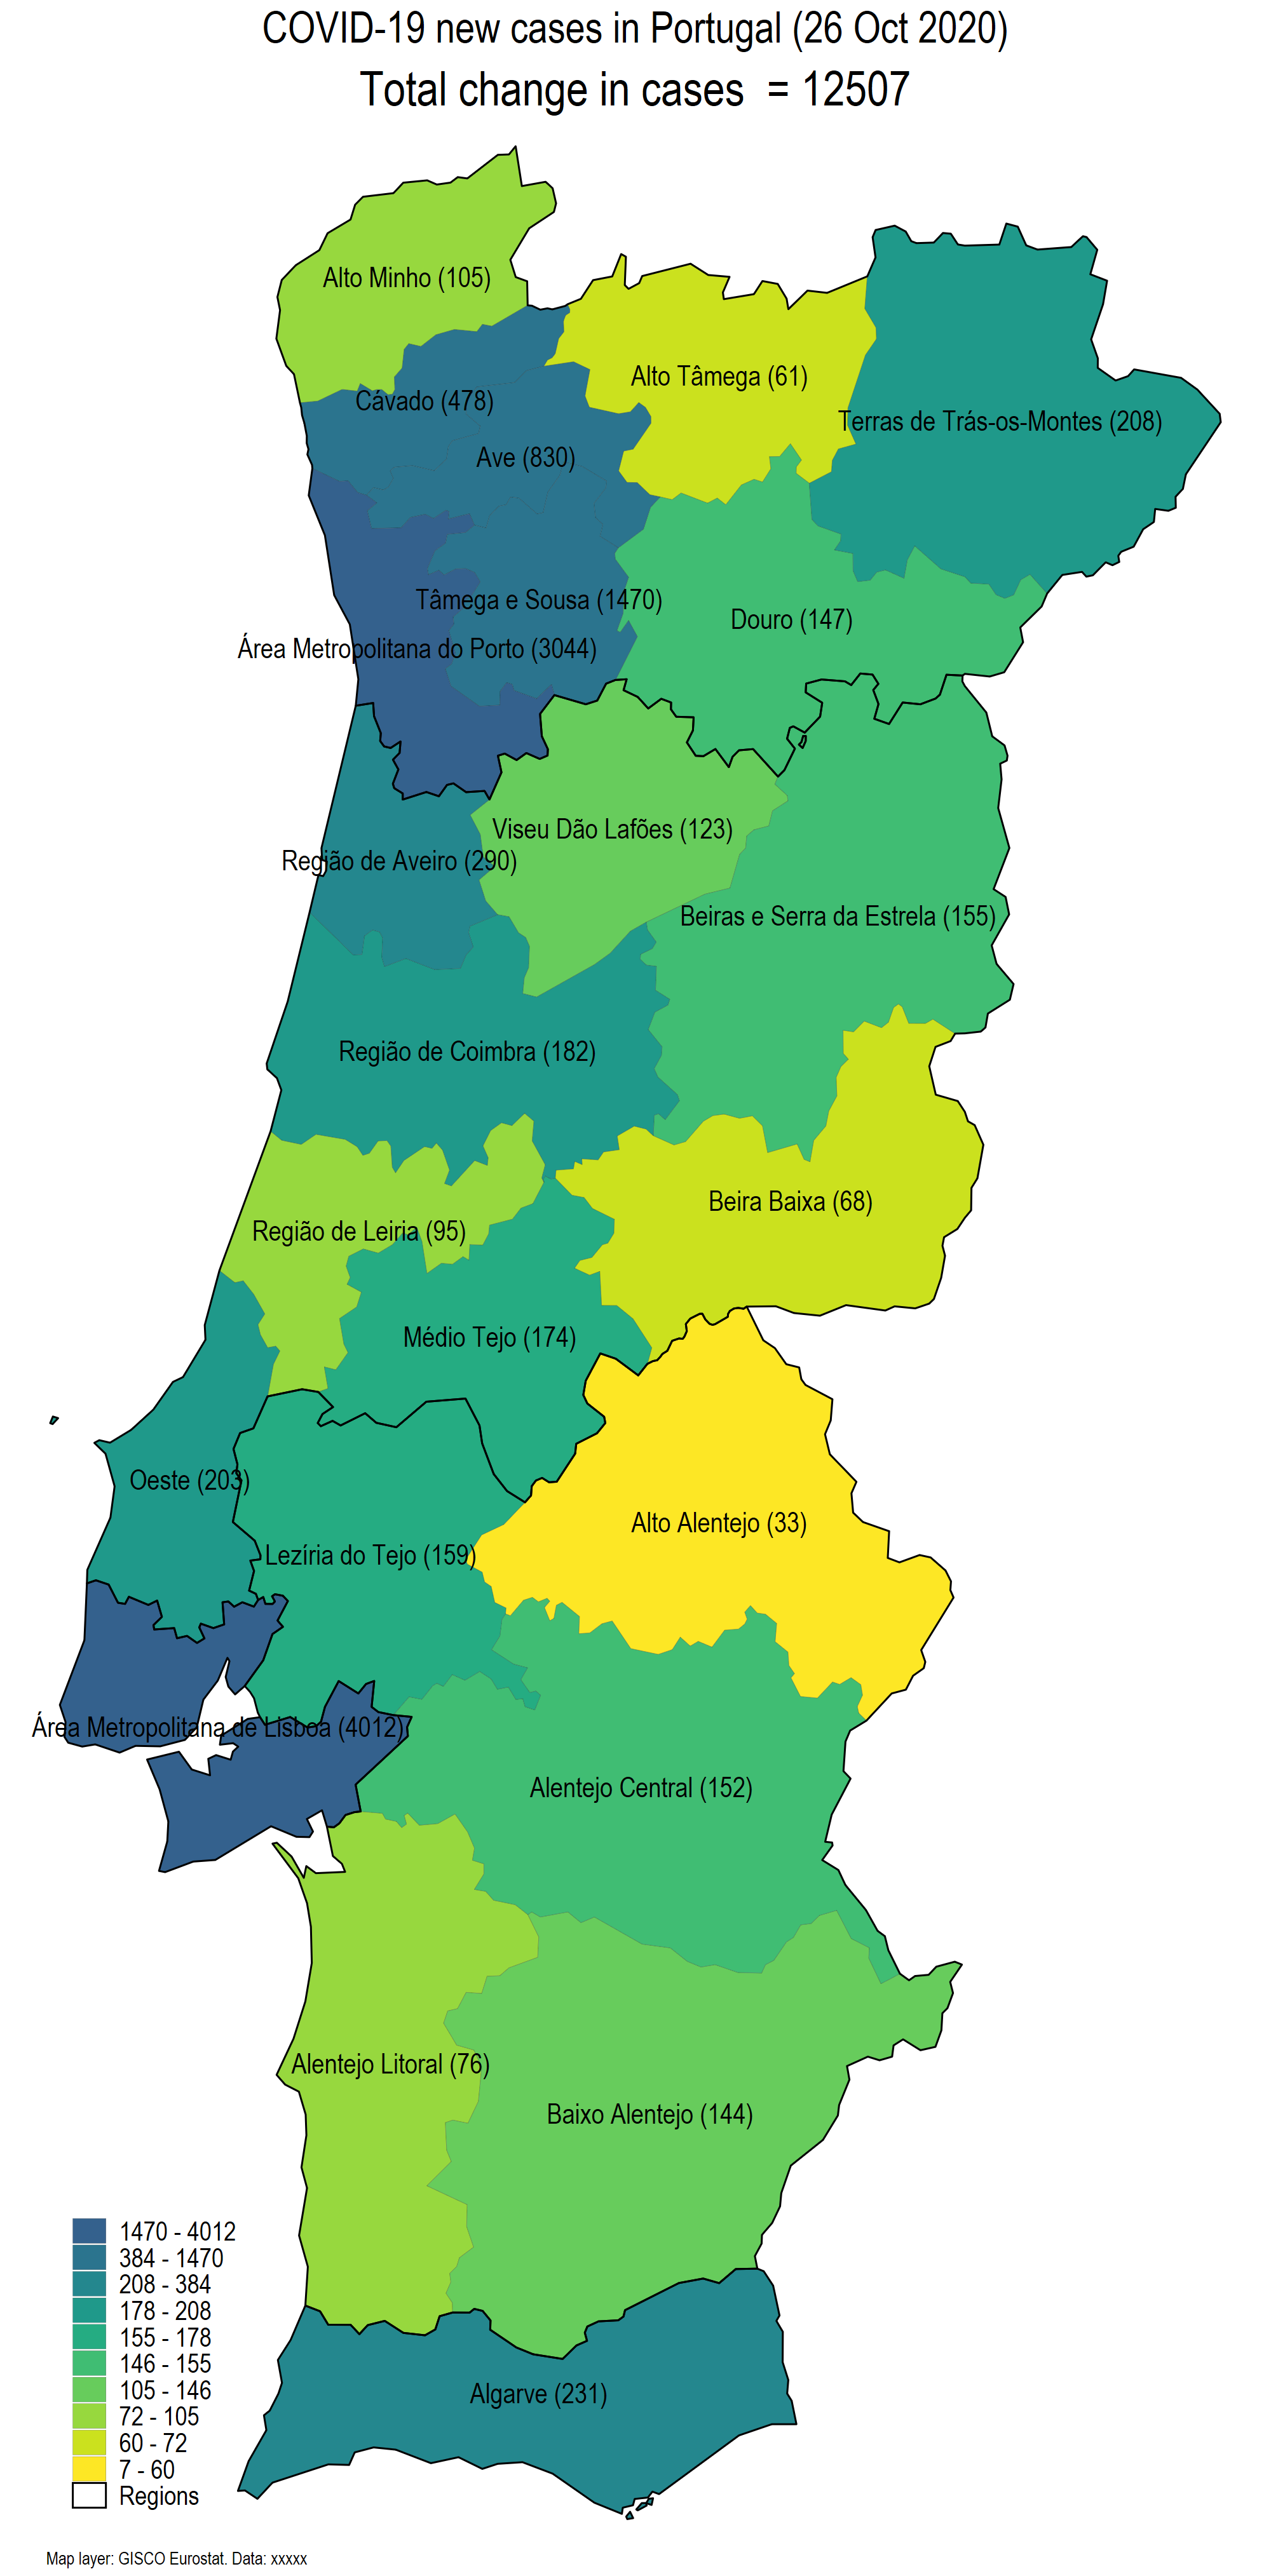 COVID-19 new cases in Portugal (26 Oct 2020)
Total change in cases = 12507
Alto Minho (105)
Alto Tâmega (61)
Cávado (478)
Terras de Trás-os-Montes (208)
Ave (830)
Tâmega e Sousa (1470)
Douro (147)
Área Metropolitana do Porto (3044)
Viseu Dão Lafões (123)
Região de Aveiro (290)
Beiras e Serra da Estrela (155)
Região de Coimbra (182)
Beira Baixa (68)
Região de Leiria (95)
Médio Tejo (174)
Oeste (203)
Alto Alentejo (33)
Lezíria do Tejo (159)
Área Metropolitana de Lisboa (4012)
Alentejo Central (152)
Alentejo Litoral (76)
Baixo Alentejo (144)
Algarve (231)
1470 - 4012
384 - 1470
208 - 384
178 - 208
155 - 178
146 - 155
105 - 146
72 - 105
60 - 72
7 - 60
Regions
Map layer: GISCO Eurostat. Data: xxxxx